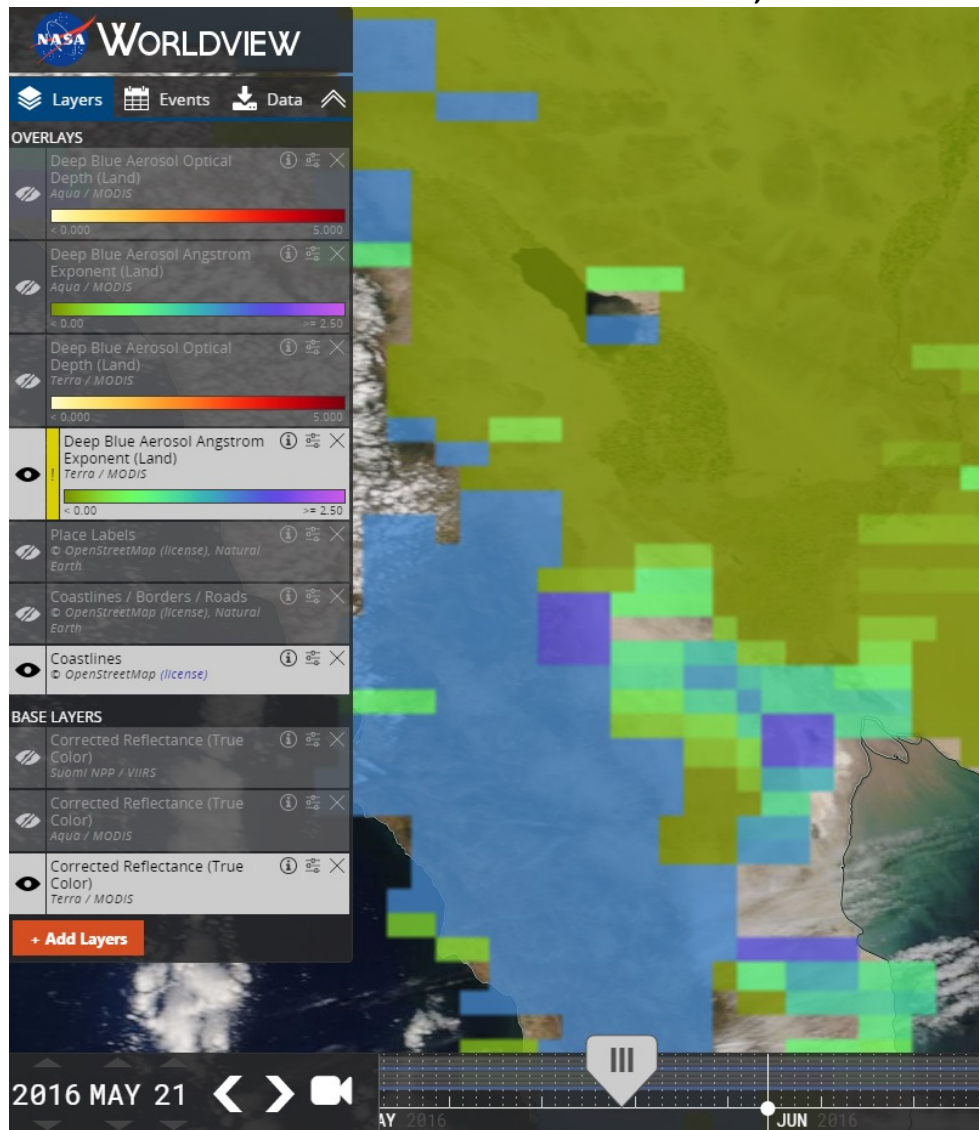 NASA WORLDVIEW
Layers Events Data
OVERLAYS
Deep Blue Aerosol Optical
Depth (Land)
Aqua / MODIS
< 0.000 5.000
Deep Blue Aerosol Angstrom
Exponent (Land)
Aqua / MODIS
< 0.00 >= 2.50
Deep Blue Aerosol Optical
Depth (Land)
Terra / MODIS
< 0.000 5.000
Deep Blue Aerosol Angstrom
Exponent (Land)
! Terra / MODIS
< 0.00 >= 2.50
Place Labels
© OpenStreetMap (license), Natural
Earth
Coastlines / Borders / Roads
© OpenStreetMap (license), Natural
Earth
Coastlines
© OpenStreetMap (license)
BASE LAYERS
Corrected Reflectance (True
Color)
Suomi NPP / VIIRS
Corrected Reflectance (True
Color)
Aqua / MODIS
Corrected Reflectance (True
Color)
Terra / MODIS
+ Add Layers
2016 MAY 21
AY 2016 JUN 2016